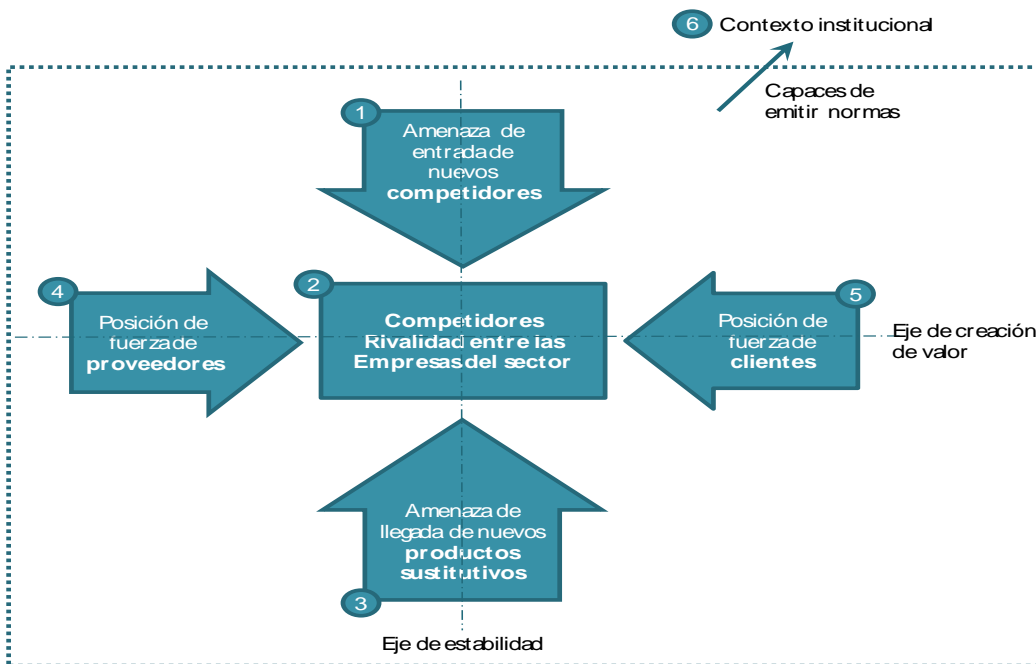 6 Contexto institucional
Capaces de
emitir normas
1
Amenaza de
entrada de
nuevos
competidores
4
Posición de
fuerza de
proveedores
2
Competidores
Rivalidad entre ias
Empresas del sector
5
Posición de
fuerza de
clientes
Eje de creación
de valor
Amenaza de
llegada de nuevos
productos
sustitutivos
3
Eje de estabilidad